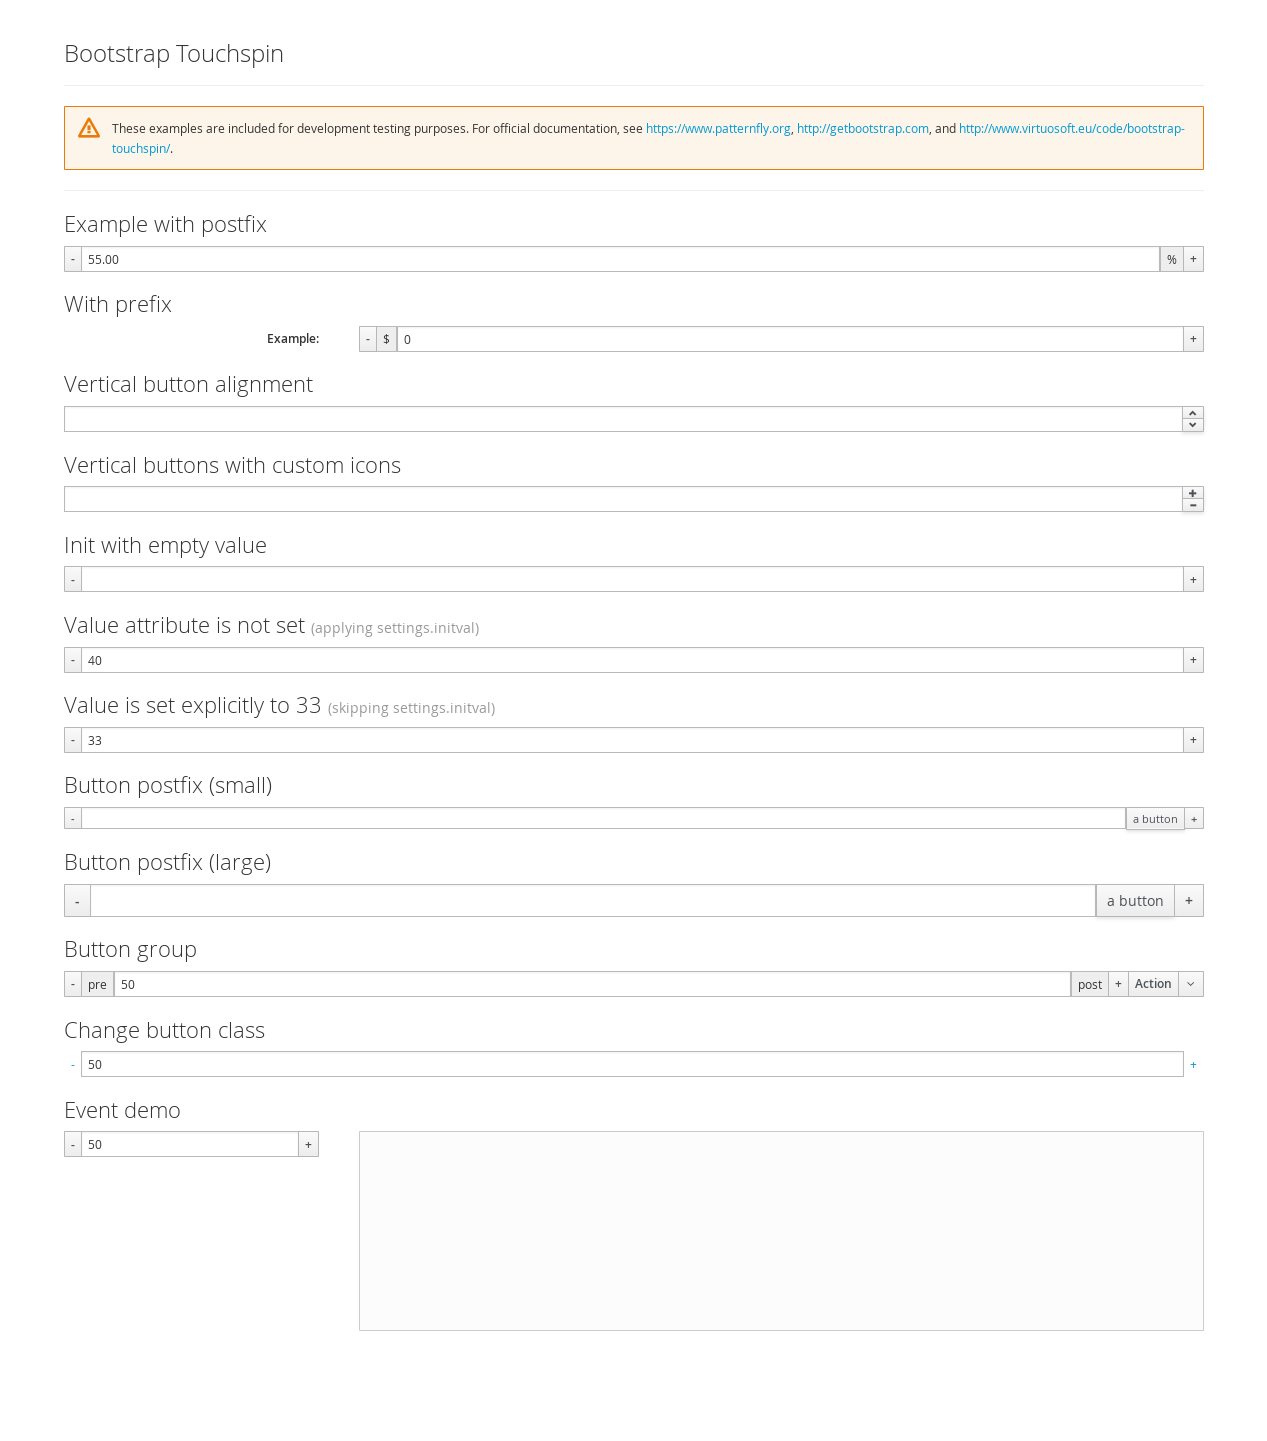 Bootstrap Touchspin
These examples are included for development testing purposes. For official documentation, see https://www.patternfly.org, http://getbootstrap.com, and http://www.virtuosoft.eu/code/bootstrap-
touchspin/.
Example with postfix
- 55.00 % +
With prefix
Example: - $ 0 +
Vertical button alignment
Vertical buttons with custom icons
Init with empty value
- +
Value attribute is not set (applying settings.initval)
- 40 +
Value is set explicitly to 33 (skipping settings.initval)
- 33 +
Button postfix (small)
- a button +
Button postfix (large)
- a button +
Button group
- pre 50 post + Action
Change button class
- 50 +
Event demo
- 50 +